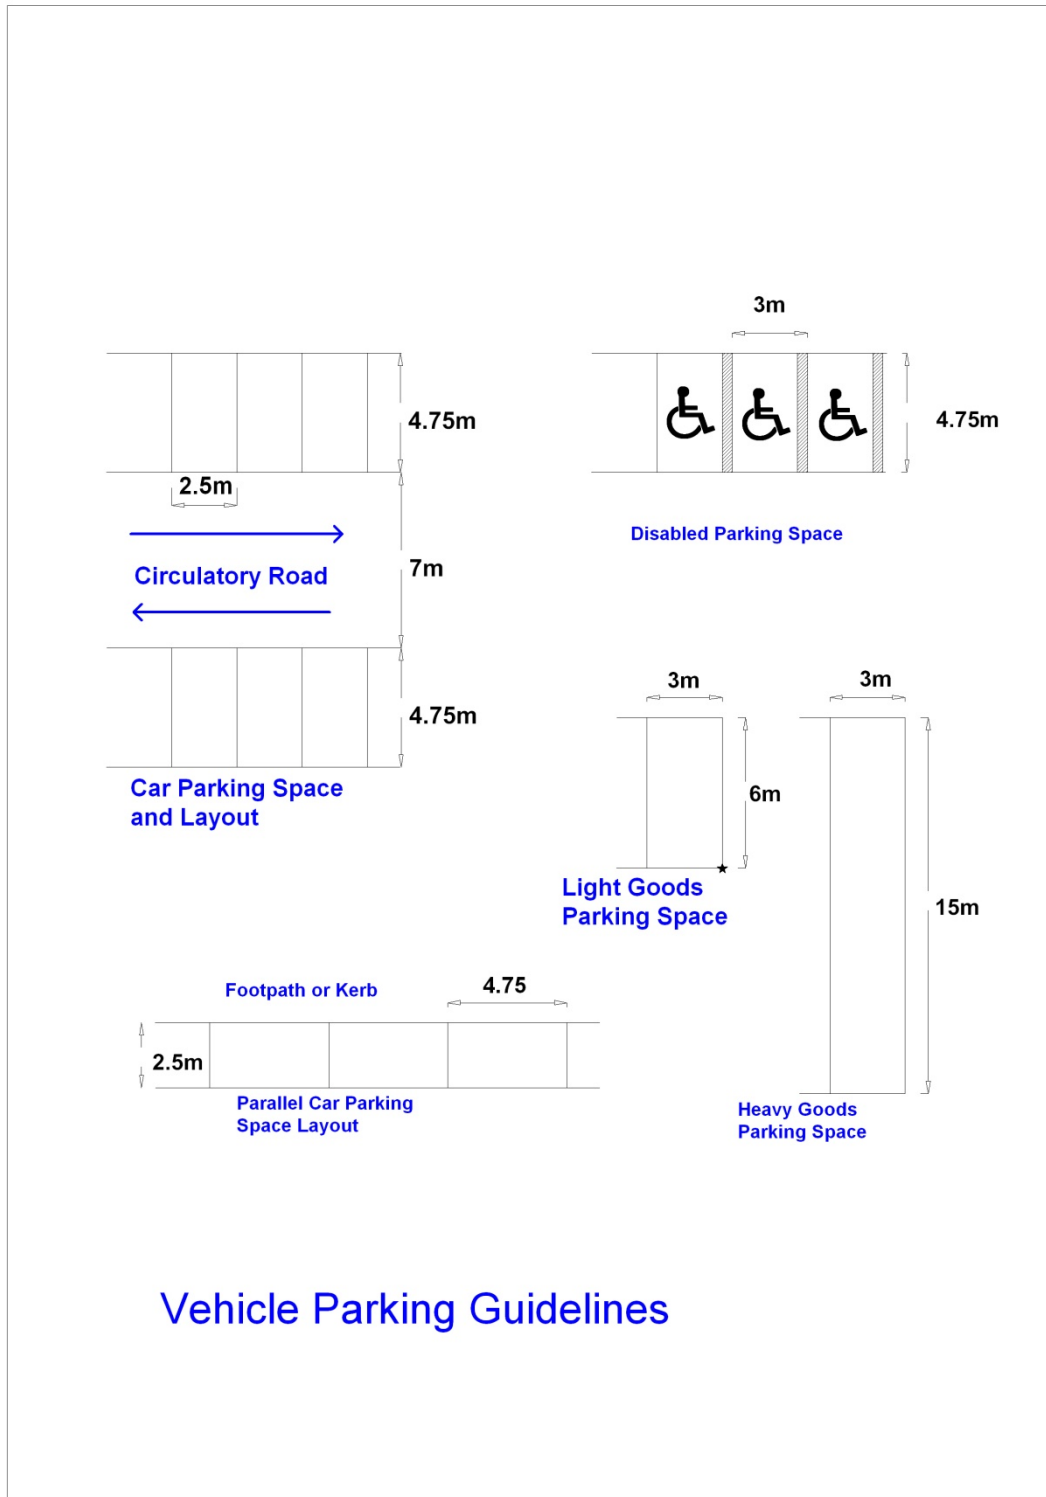 3m
4.75m
2.5m
4.75m
Disabled Parking Space
Circulatory Road
7m
4.75m
Car Parking Space
and Layout
3m
3m
6m
Light Goods
Parking Space
15m
Footpath or Kerb
4.75
2.5m
Parallel Car Parking
Space Layout
Heavy Goods
Parking Space
Vehicle Parking Guidelines